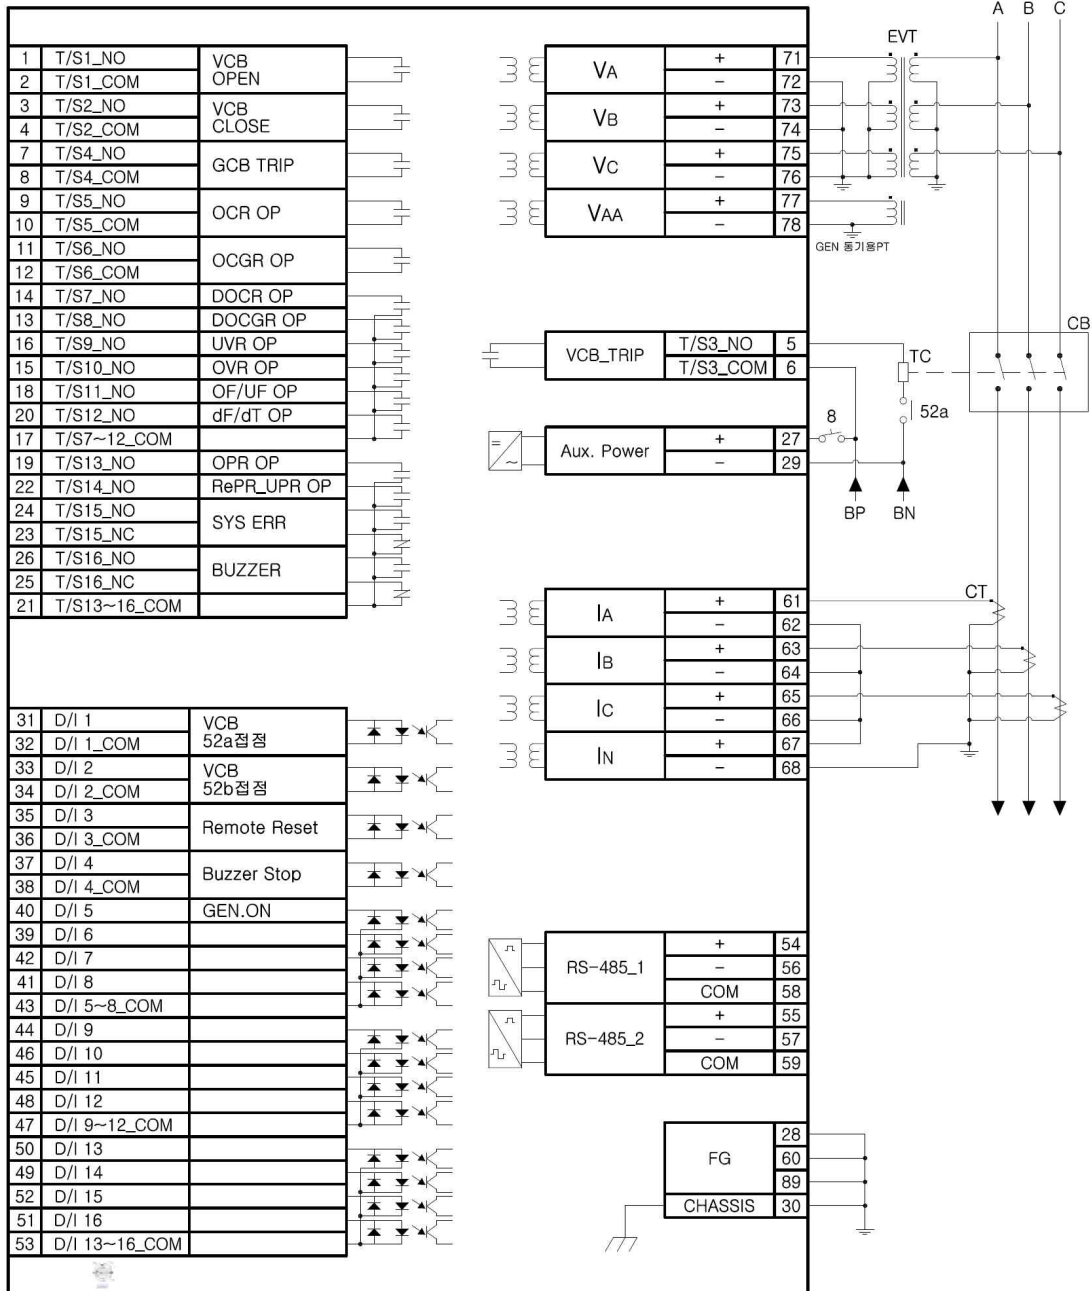 A B C
EVT
1 T/S1_NO VCB OPEN
2 T/S1_COM
3 T/S2_NO VCB CLOSE
4 T/S2_COM
7 T/S4_NO GCB TRIP
8 T/S4_COM
9 T/S5_NO OCR OP
10 T/S5_COM
11 T/S6_NO OCGR OP
12 T/S6_COM
14 T/S7_NO DOCR OP
13 T/S8_NO DOCGR OP
16 T/S9_NO UVR OP
15 T/S10_NO OVR OP
18 T/S11_NO OF/UF OP
20 T/S12_NO dF/dT OP
17 T/S7~12_COM
19 T/S13_NO OPR OP
22 T/S14_NO RePR_UPR OP
24 T/S15_NO SYS ERR
23 T/S15_NC
26 T/S16_NO BUZZER
25 T/S16_NC
21 T/S13~16_COM
31 D/I 1 VCB 52a접점
32 D/I 1_COM
33 D/I 2 VCB 52b접점
34 D/I 2_COM
35 D/I 3 Remote Reset
36 D/I 3_COM
37 D/I 4 Buzzer Stop
38 D/I 4_COM
40 D/I 5 GEN.ON
39 D/I 6
42 D/I 7
41 D/I 8
43 D/I 5~8_COM
44 D/I 9
46 D/I 10
45 D/I 11
48 D/I 12
47 D/I 9~12_COM
50 D/I 13
49 D/I 14
52 D/I 15
51 D/I 16
53 D/I 13~16_COM
VA + 71
− 72
VB + 73
− 74
VC + 75
− 76
VAA + 77
− 78
GEN 동기용PT
CB
VCB_TRIP T/S3_NO 5
T/S3_COM 6
TC
52a
8
Aux. Power + 27
− 29
BP BN
CT
IA + 61
− 62
IB + 63
− 64
IC + 65
− 66
IN + 67
− 68
RS-485_1 + 54
− 56
COM 58
RS-485_2 + 55
− 57
COM 59
FG 28
60
89
CHASSIS 30